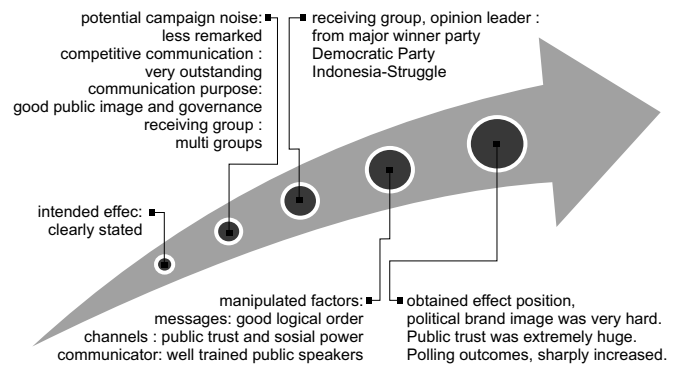 potential campaign noise:
less remarked
competitive communication :
very outstanding
communication purpose:
good public image and governance
receiving group :
multi groups
receiving group, opinion leader :
from major winner party
Democratic Party
Indonesia-Struggle
intended effec:
clearly stated
manipulated factors:
messages: good logical order
channels : public trust and sosial power
communicator: well trained public speakers
obtained effect position,
political brand image was very hard.
Public trust was extremely huge.
Polling outcomes, sharply increased.